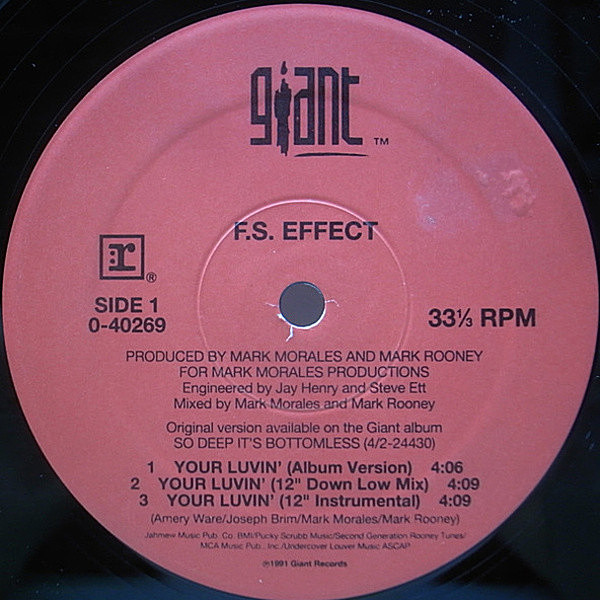 giant TM
F.S. EFFECT
r ®
SIDE 1
0-40269
33⅓ RPM
PRODUCED BY MARK MORALES AND MARK ROONEY
FOR MARK MORALES PRODUCTIONS
Engineered by Jay Henry and Steve Ett
Mixed by Mark Morales and Mark Rooney
Original version available on the Giant album
SO DEEP IT'S BOTTOMLESS (4/2-24430)
1 YOUR LUVIN' (Album Version) 4:06
2 YOUR LUVIN' (12" Down Low Mix) 4:09
3 YOUR LUVIN' (12" Instrumental) 4:09
(Amery Ware/Joseph Brim/Mark Morales/Mark Rooney)
Jahmew Music Pub. Co. BMI/Pucky Scrubb Music/Second Generation Rooney Tunes/
MCA Music Pub., Inc./Undercover Louver Music ASCAP
℗1991 Giant Records